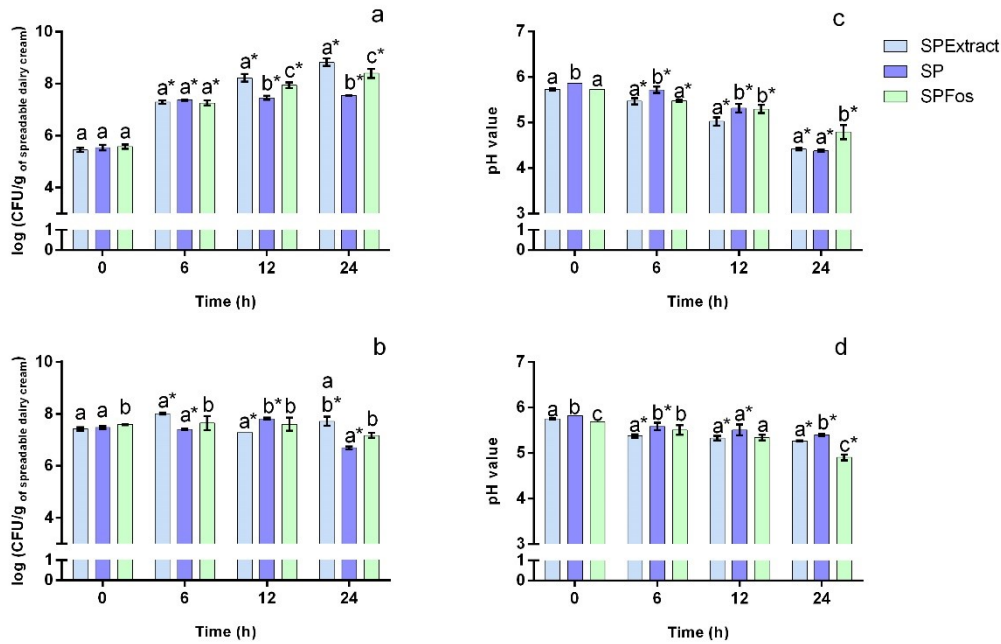 a
log (CFU/g of spreadable dairy cream)
10
8
6
4
1
0
a a a
a* a* a*
a* b* c*
a* b* c*
0 6 12 24
Time (h)
c
pH value
7
6
5
4
3
1
0
a b a
a* b* a*
a* b* b*
a* a* b*
0 6 12 24
Time (h)
SPExtract
SP
SPFos
b
log (CFU/g of spreadable dairy cream)
10
8
6
4
1
0
a a b
a* a* b
a* b* b
a
b* a* b
0 6 12 24
Time (h)
d
pH value
7
6
5
4
3
1
0
a b c
a* b* b
a* a* a
a* b* c*
0 6 12 24
Time (h)